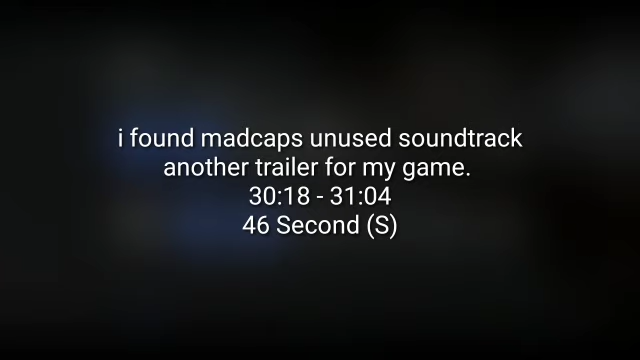 i found madcaps unused soundtrack
another trailer for my game.
30:18 - 31:04
46 Second (S)